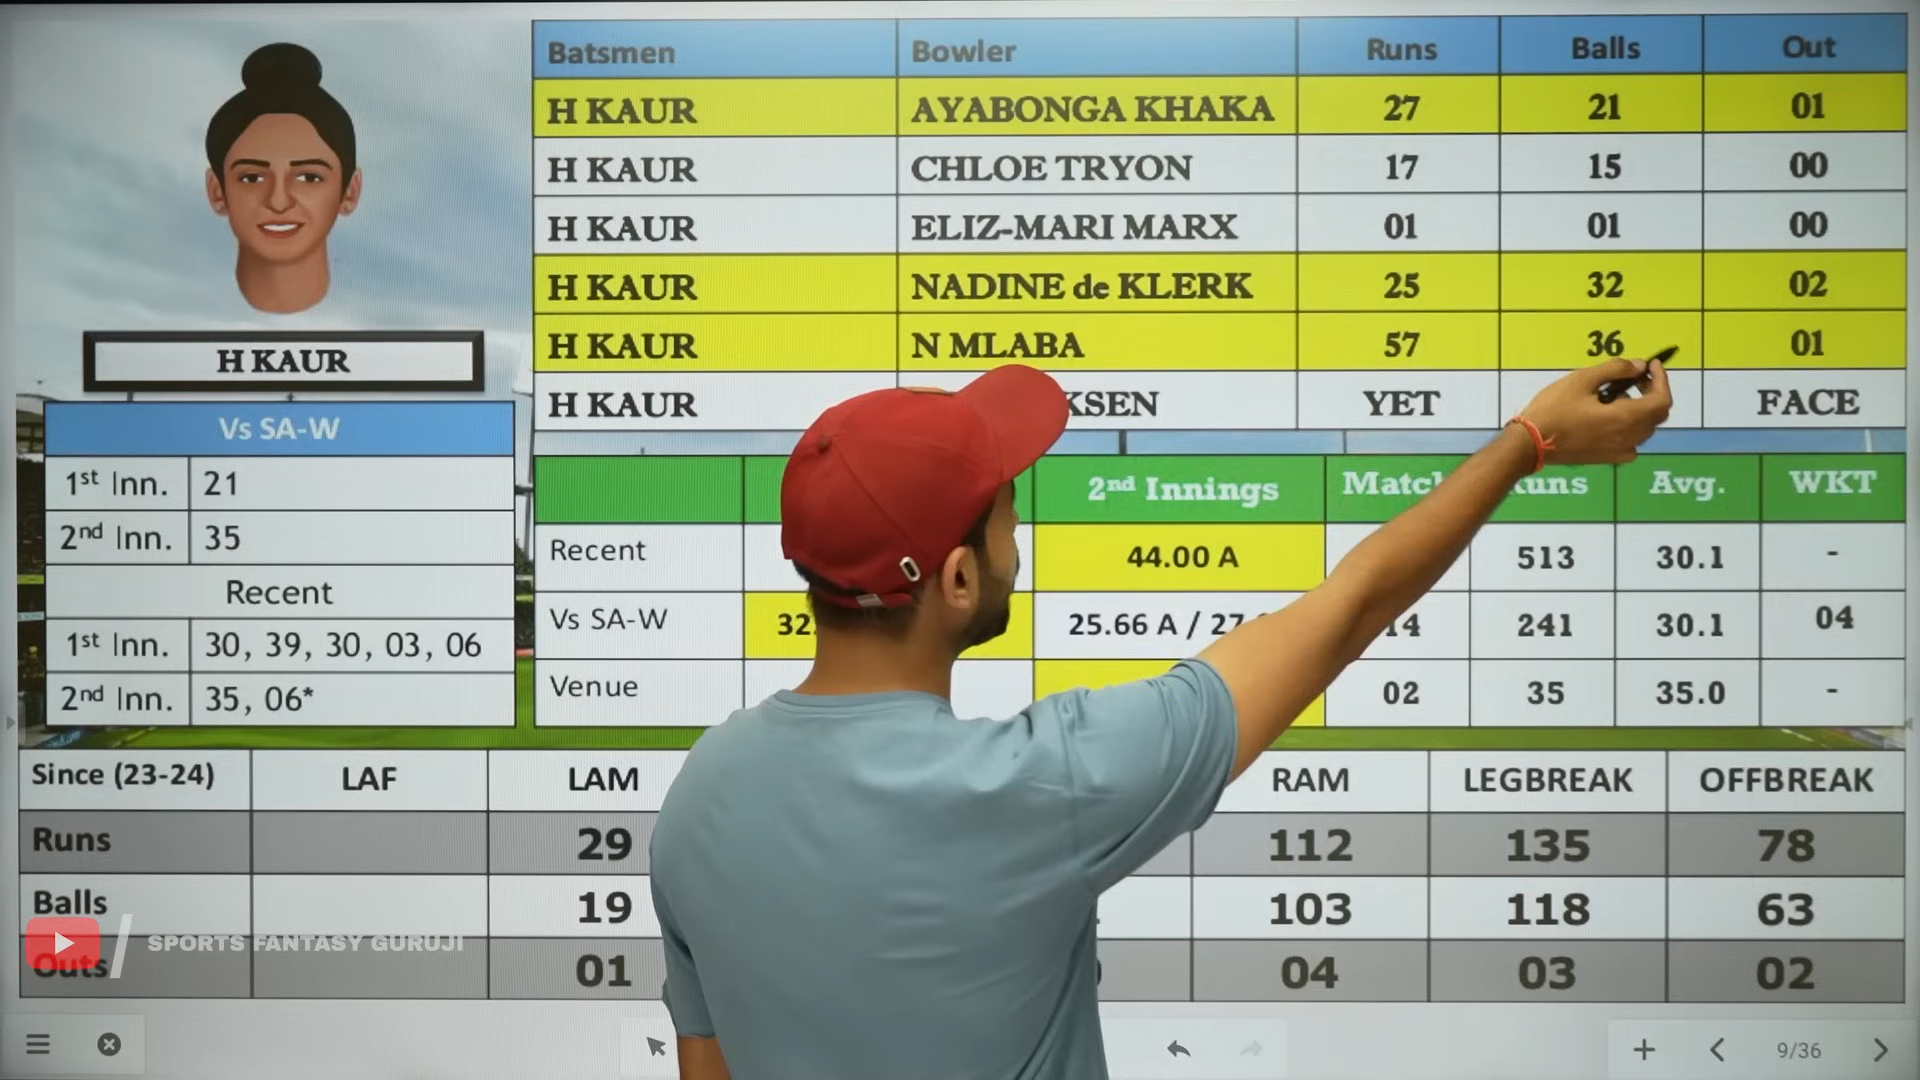 Batsmen Bowler Runs Balls Out
H KAUR AYABONGA KHAKA 27 21 01
H KAUR CHLOE TRYON 17 15 00
H KAUR ELIZ-MARI MARX 01 01 00
H KAUR NADINE de KLERK 25 32 02
H KAUR N MLABA 57 36 01
H KAUR YET FACE
H KAUR
Vs SA-W
1st Inn. 21
2nd Inn. 35
Recent
1st Inn. 30, 39, 30, 03, 06
2nd Inn. 35, 06*
2nd Innings Avg. WKT
Recent 44.00 A 513 30.1 -
Vs SA-W 25.66 A / 241 30.1 04
Venue 02 35 35.0 -
Since (23-24) LAF LAM RAM LEGBREAK OFFBREAK
Runs 29 112 135 78
Balls 19 103 118 63
Outs 01 04 03 02
SPORTS FANTASY GURUJI
9/36